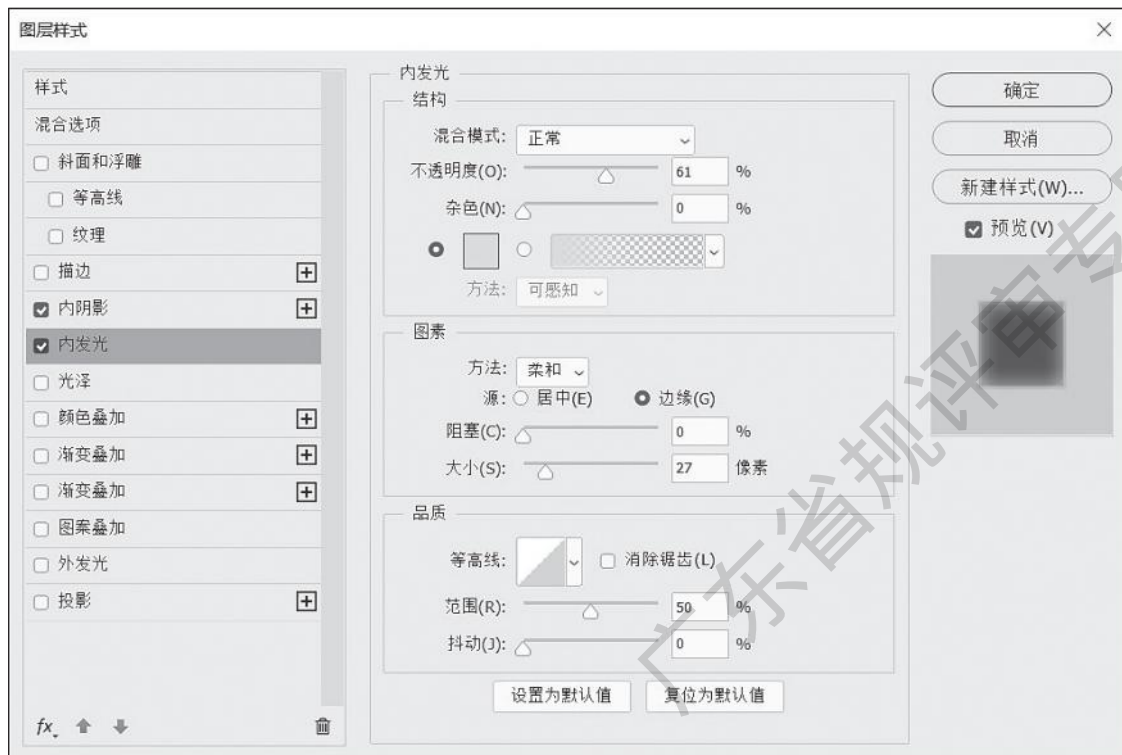 图层样式
样式
混合选项
斜面和浮雕
等高线
纹理
描边
内阴影
内发光
光泽
颜色叠加
渐变叠加
渐变叠加
图案叠加
外发光
投影
fx
内发光
结构
混合模式: 正常
不透明度(O): 61 %
杂色(N): 0 %
方法: 可感知
图素
方法: 柔和
源: 居中(E) 边缘(G)
阻塞(C): 0 %
大小(S): 27 像素
品质
等高线: 消除锯齿(L)
范围(R): 50 %
抖动(J): 0 %
设置为默认值 复位为默认值
确定
取消
新建样式(W)...
预览(V)
广东省规评审专